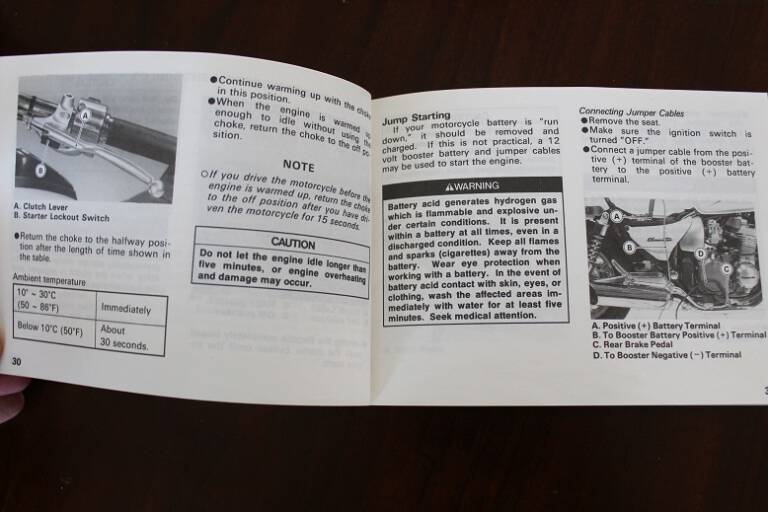 A
B
A. Clutch Lever
B. Starter Lockout Switch
●Return the choke to the halfway posi-
tion after the length of time shown in
the table.
Ambient temperature
10° ~ 30°C
(50 ~ 86°F)
Immediately
Below 10°C (50°F)
About
30 seconds.
30
●Continue warming up with the choke
in this position.
●When the engine is warmed up
enough to idle without using the
choke, return the choke to the off po-
sition.
NOTE
○If you drive the motorcycle before the
engine is warmed up, return the choke
to the off position after you have dri-
ven the motorcycle for 15 seconds.
CAUTION
Do not let the engine idle longer than
five minutes, or engine overheating
and damage may occur.
Jump Starting
If your motorcycle battery is "run
down," it should be removed and
charged. If this is not practical, a 12
volt booster battery and jumper cables
may be used to start the engine.
⚠WARNING
Battery acid generates hydrogen gas
which is flammable and explosive un-
der certain conditions. It is present
within a battery at all times, even in a
discharged condition. Keep all flames
and sparks (cigarettes) away from the
battery. Wear eye protection when
working with a battery. In the event of
battery acid contact with skin, eyes, or
clothing, wash the affected areas im-
mediately with water for at least five
minutes. Seek medical attention.
Connecting Jumper Cables
●Remove the seat.
●Make sure the ignition switch is
turned "OFF."
●Connect a jumper cable from the posi-
tive (+) terminal of the booster bat-
tery to the positive (+) battery
terminal.
A
B
D
C
A. Positive (+) Battery Terminal
B. To Booster Battery Positive (+) Terminal
C. Rear Brake Pedal
D. To Booster Negative (−) Terminal